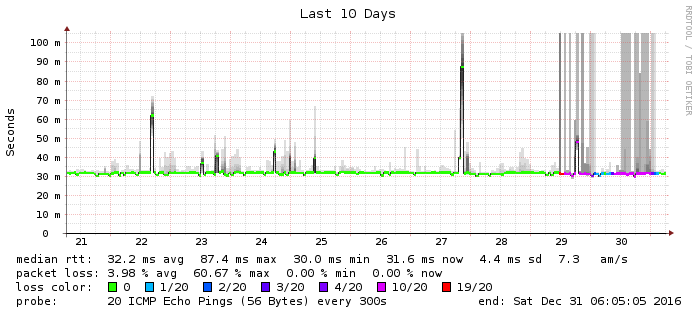 Last 10 Days
RRDTOOL / TOBI OETIKER
Seconds
100 m
90 m
80 m
70 m
60 m
50 m
40 m
30 m
20 m
10 m
0
21 22 23 24 25 26 27 28 29 30
median rtt: 32.2 ms avg 87.4 ms max 30.0 ms min 31.6 ms now 4.4 ms sd 7.3 am/s
packet loss: 3.98 % avg 60.67 % max 0.00 % min 0.00 % now
loss color: 0 1/20 2/20 3/20 4/20 10/20 19/20
probe: 20 ICMP Echo Pings (56 Bytes) every 300s end: Sat Dec 31 06:05:05 2016